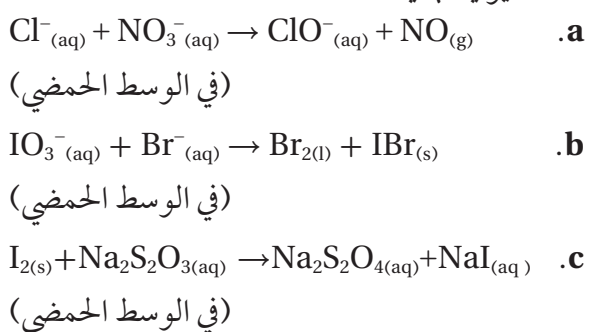 .a Cl⁻(aq) + NO₃⁻(aq) → ClO⁻(aq) + NO(g)
(في الوسط الحمضي)
.b IO₃⁻(aq) + Br⁻(aq) → Br₂(l) + IBr(s)
(في الوسط الحمضي)
.c I₂(s)+Na₂S₂O₃(aq) →Na₂S₂O₄(aq)+NaI(aq )
(في الوسط الحمضي)